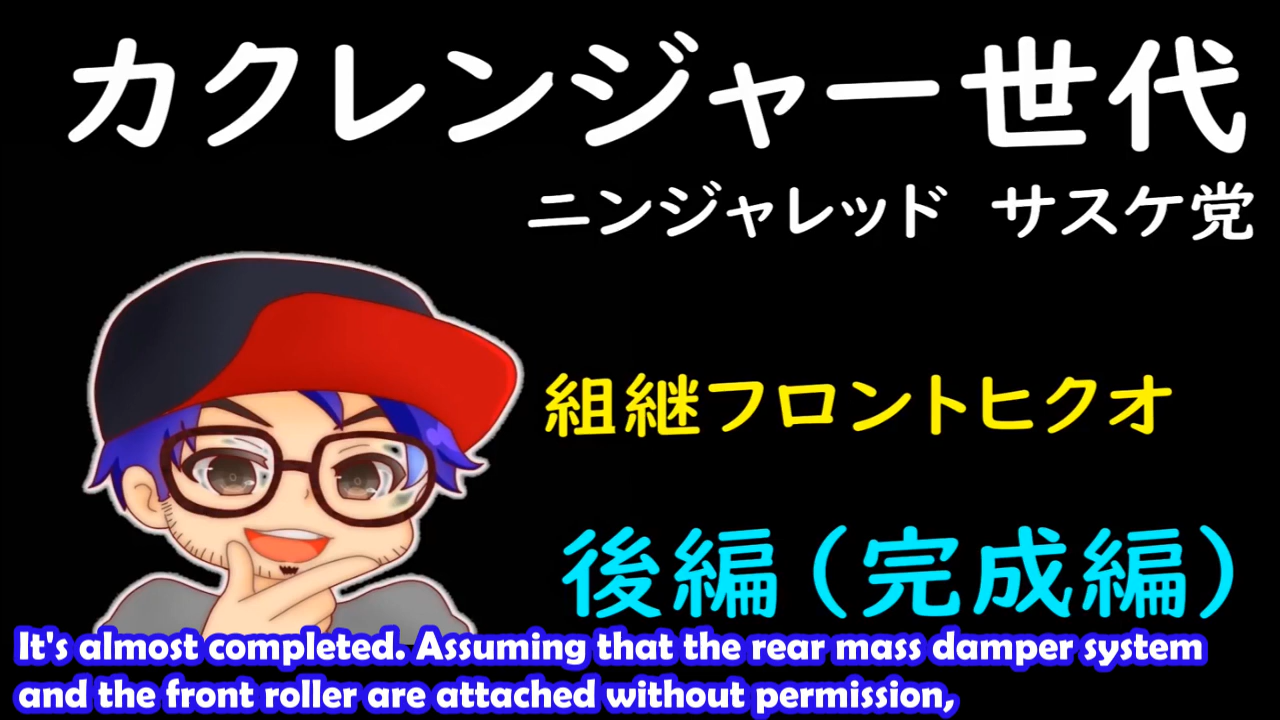 カクレンジャー世代
ニンジャレッド　サスケ党
組継フロントヒクオ
後編（完成編）
It's almost completed. Assuming that the rear mass damper system
and the front roller are attached without permission,